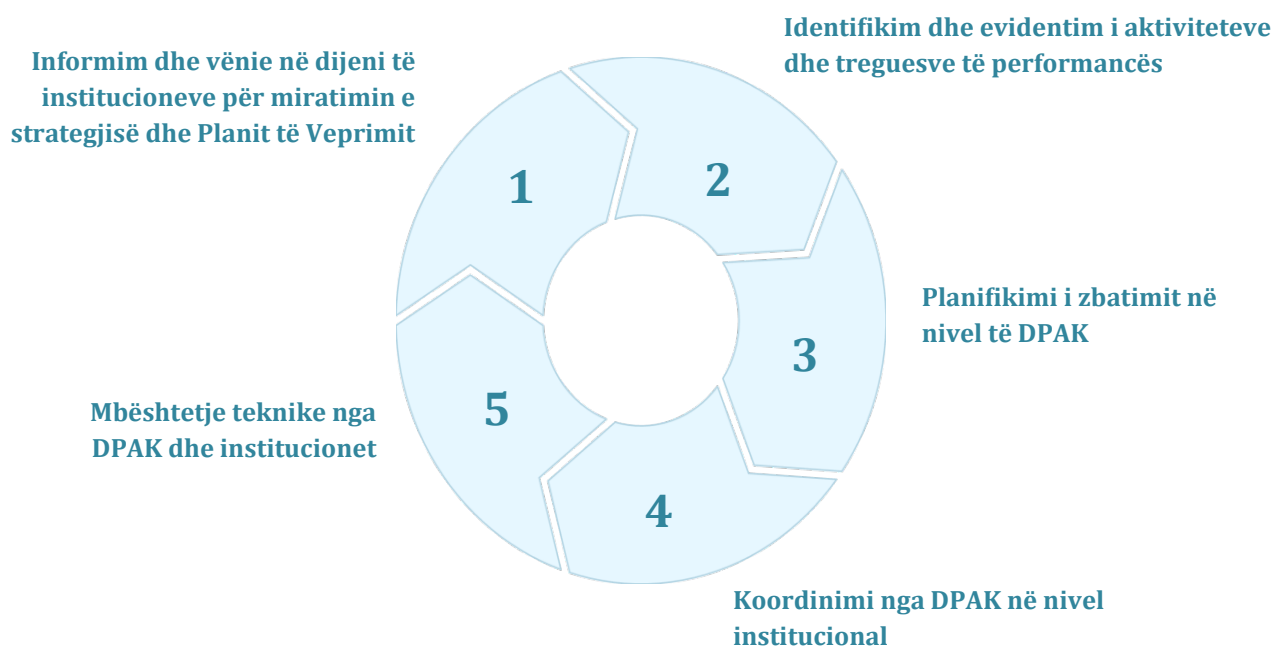 Informim dhe vënie në dijeni të
institucioneve për miratimin e
strategjisë dhe Planit të Veprimit
1
Identifikim dhe evidentim i aktiviteteve
dhe treguesve të performancës
2
Planifikimi i zbatimit në
nivel të DPAK
3
Koordinimi nga DPAK në nivel
institucional
4
Mbështetje teknike nga
DPAK dhe institucionet
5